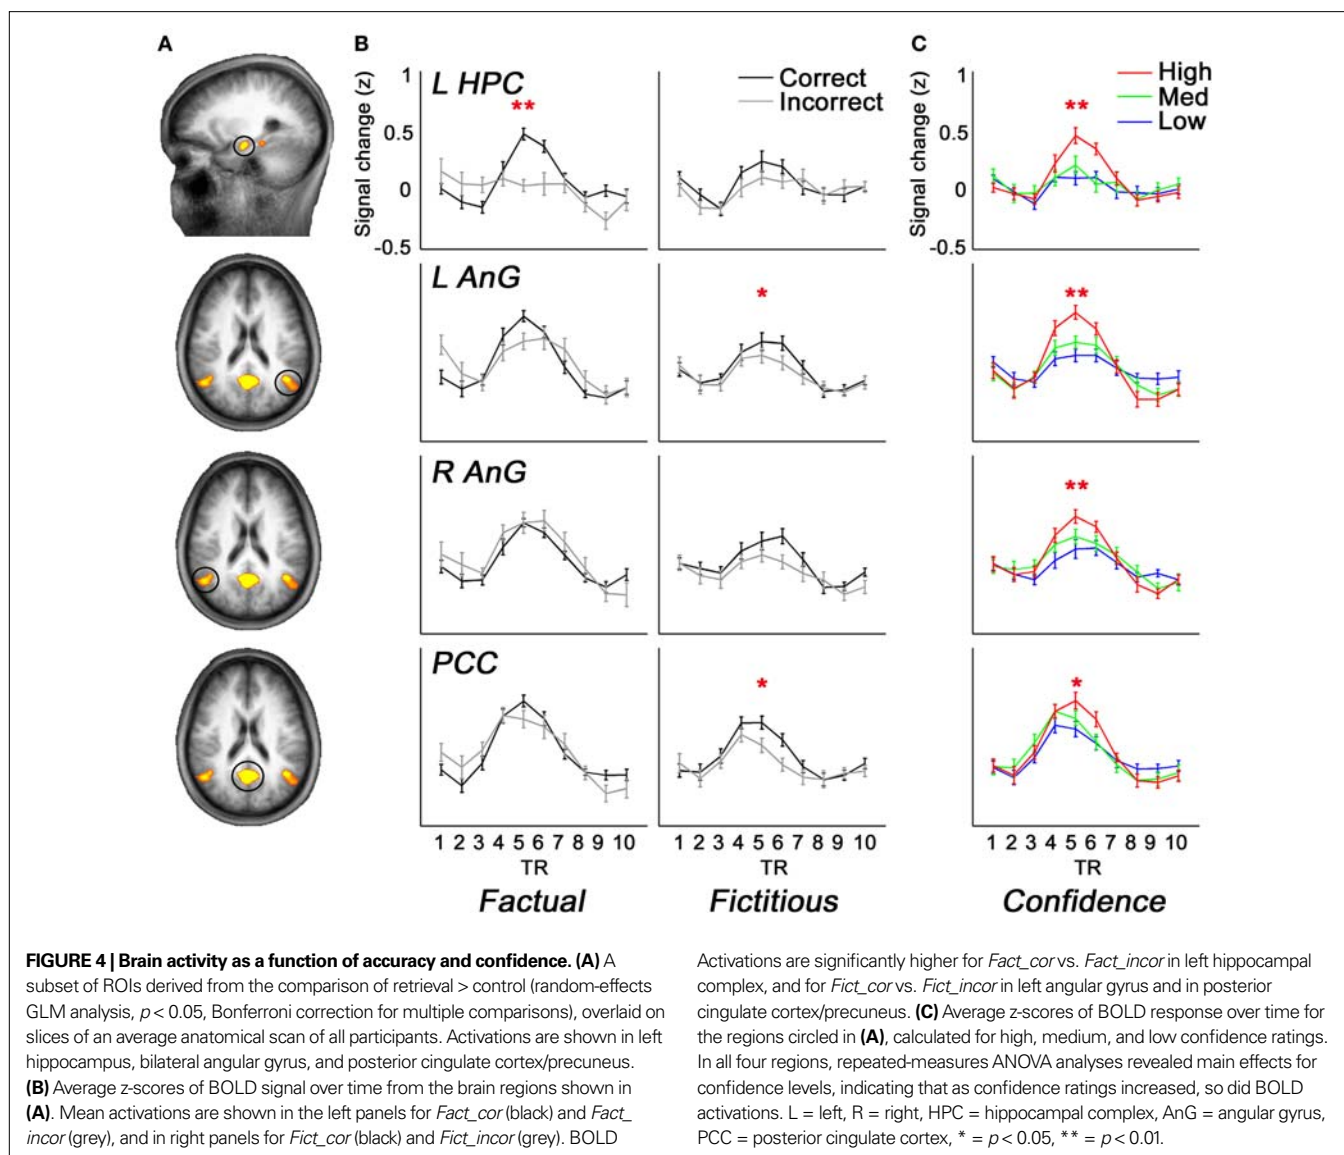 A
B
C
L HPC
Signal change (z)
1
0.5
0
-0.5
**
Correct
Incorrect
Signal change (z)
1
0.5
0
-0.5
**
High
Med
Low
L AnG
*
**
R AnG
**
PCC
*
*
1 2 3 4 5 6 7 8 9 10
TR
Factual
1 2 3 4 5 6 7 8 9 10
TR
Fictitious
1 2 3 4 5 6 7 8 9 10
TR
Confidence
FIGURE 4 | Brain activity as a function of accuracy and confidence. (A) A
subset of ROIs derived from the comparison of retrieval > control (random-effects
GLM analysis, p < 0.05, Bonferroni correction for multiple comparisons), overlaid on
slices of an average anatomical scan of all participants. Activations are shown in left
hippocampus, bilateral angular gyrus, and posterior cingulate cortex/precuneus.
(B) Average z-scores of BOLD signal over time from the brain regions shown in
(A). Mean activations are shown in the left panels for Fact_cor (black) and Fact_
incor (grey), and in right panels for Fict_cor (black) and Fict_incor (grey). BOLD
Activations are significantly higher for Fact_cor vs. Fact_incor in left hippocampal
complex, and for Fict_cor vs. Fict_incor in left angular gyrus and in posterior
cingulate cortex/precuneus. (C) Average z-scores of BOLD response over time for
the regions circled in (A), calculated for high, medium, and low confidence ratings.
In all four regions, repeated-measures ANOVA analyses revealed main effects for
confidence levels, indicating that as confidence ratings increased, so did BOLD
activations. L = left, R = right, HPC = hippocampal complex, AnG = angular gyrus,
PCC = posterior cingulate cortex, * = p < 0.05, ** = p < 0.01.